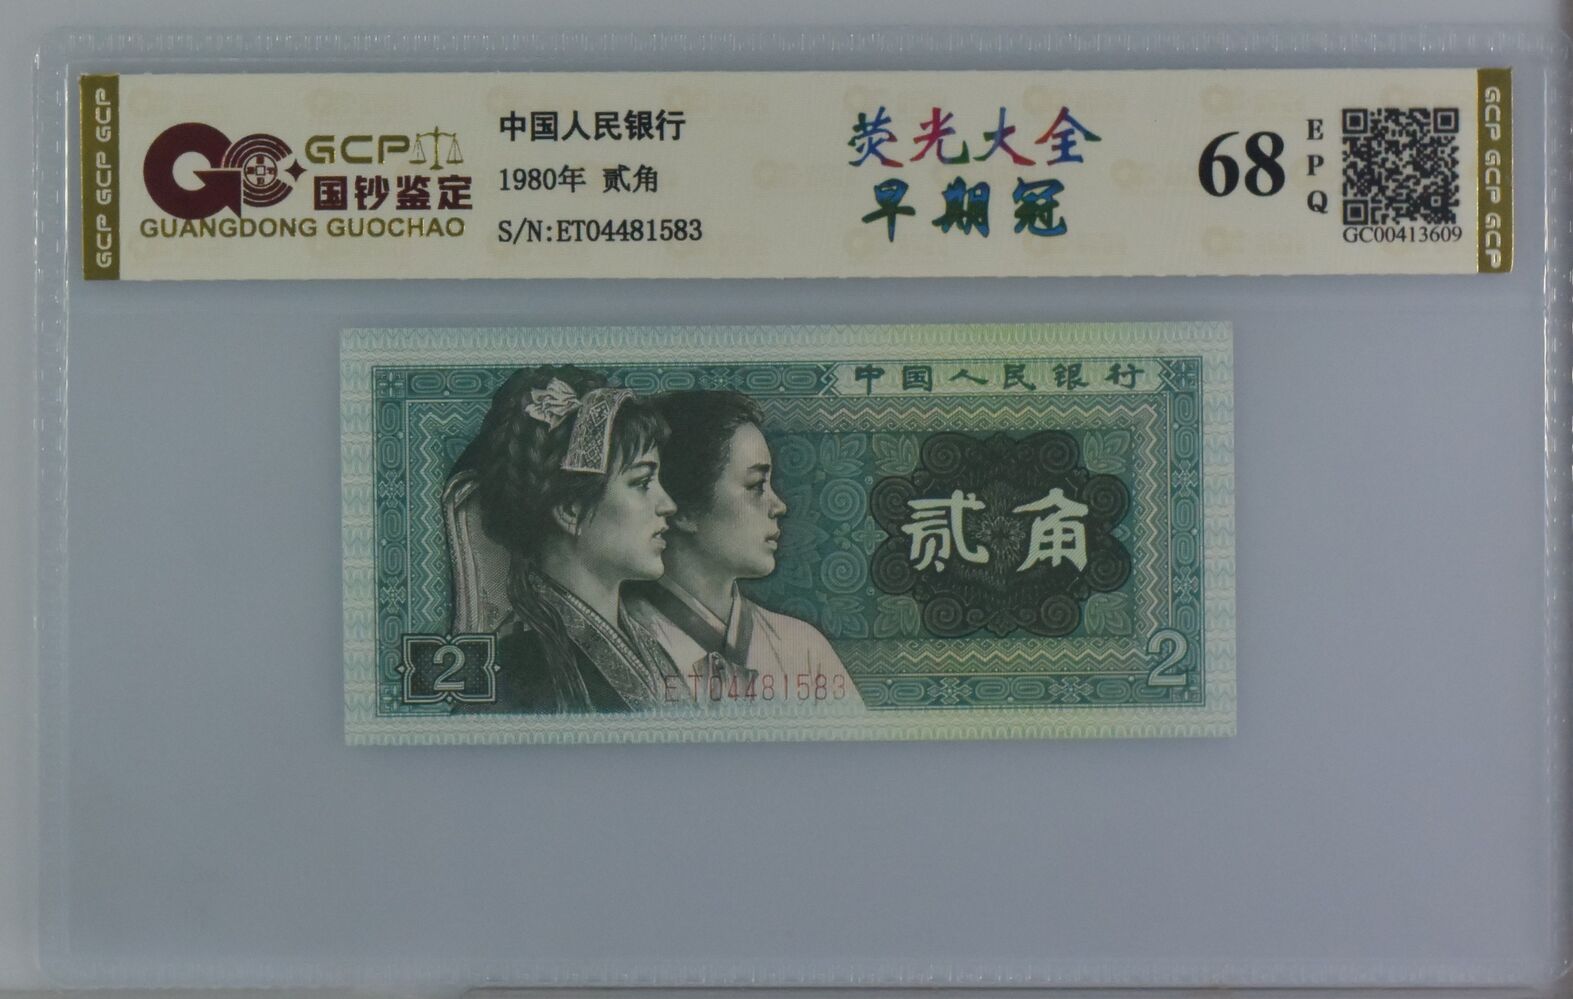 GCP GCP GCP
GCP
国钞鉴定
GUANGDONG GUOCHAO
中国人民银行
1980年 贰角
S/N:ET04481583
荧光大全
早期冠
68
EPQ
GC00413609
GCP GCP GCP
中国人民银行
贰角
2
2
ET04481583